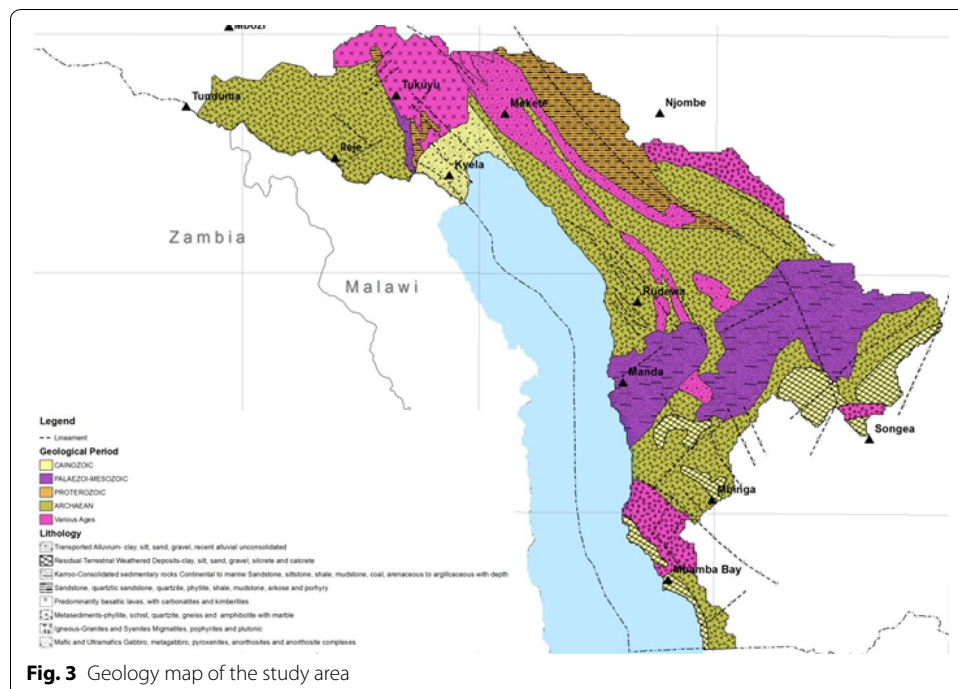 Mbozi
Tunduma
Tukuyu
Makete
Njombe
Ileje
Kyela
Zambia
Malawi
Rudewa
Manda
Songea
Mbinga
Mbamba Bay
Legend
Lineament
Geological Period
CAINOZOIC
PALAEZOI-MESOZOIC
PROTEROZOIC
ARCHAEAN
Various Ages
Lithology
Transported Alluvium- clay, silt, sand, gravel, recent alluvial unconsolidated
Residual Terrestrial Weathered Deposits-clay, silt, sand, gravel, silcrete and calcrete
Karroo-Consolidated sedimentary rocks Continental to marine Sandstone, siltstone, shale, mudstone, coal, arenaceous to argillcaceous with depth
Sandstone, quartztic sandstone, quartzite, phyllite, shale, mudstone, arkose and porhyry
Predominantly basaltic lavas, with carbonatites and kimberlites
Metasediments-phyllite, schist, quartzite, gneiss and amphibolite with marble
Igneous-Granites and Syenites Migmatites, pophyrites and plutonic
Mafic and Ultramafics Gabbro, metagabbro, pyroxenites, anorthosites and anorthosite complexes
Fig. 3 Geology map of the study area